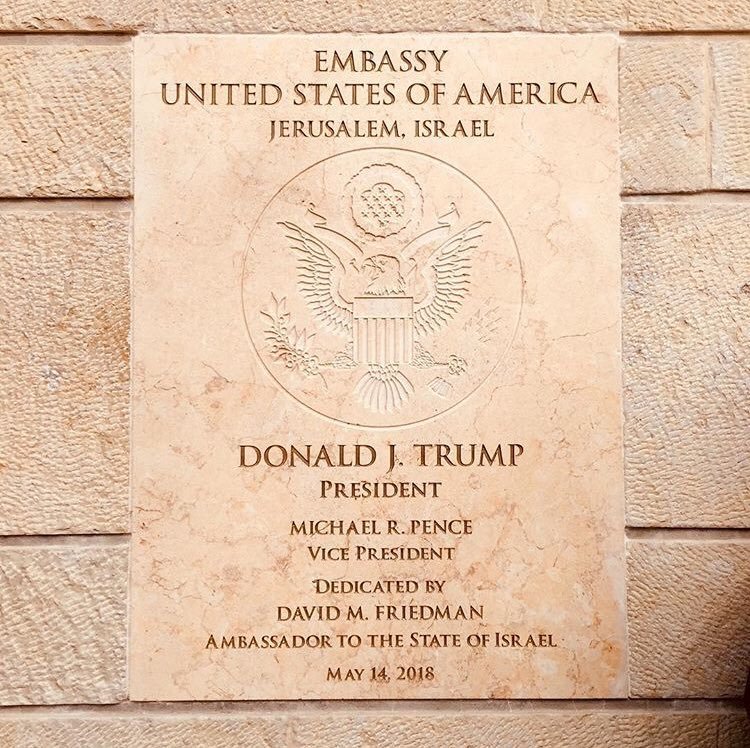 EMBASSY
UNITED STATES OF AMERICA
JERUSALEM, ISRAEL
DONALD J. TRUMP
PRESIDENT
MICHAEL R. PENCE
VICE PRESIDENT
DEDICATED BY
DAVID M. FRIEDMAN
AMBASSADOR TO THE STATE OF ISRAEL
MAY 14, 2018